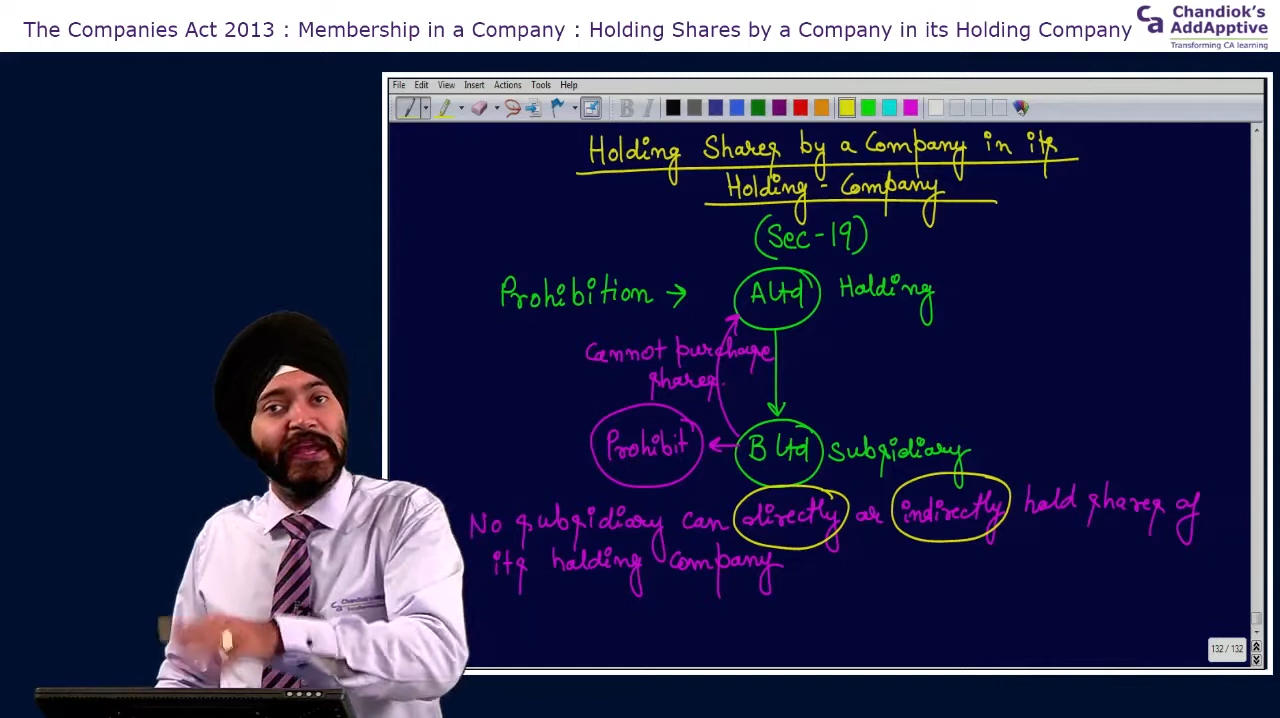 The Companies Act 2013 : Membership in a Company : Holding Shares by a Company in its Holding Company
Ca Chandiok's
AddApptive
Transforming CA learning
File Edit View Insert Actions Tools Help
Holding Shares by a Company in its
Holding - Company
(Sec - 19)
Prohibition → A Ltd Holding
Cannot purchase
shares.
Prohibit ← B Ltd Subsidiary
No subsidiary can directly or indirectly hold shares of
its holding company
132 / 132